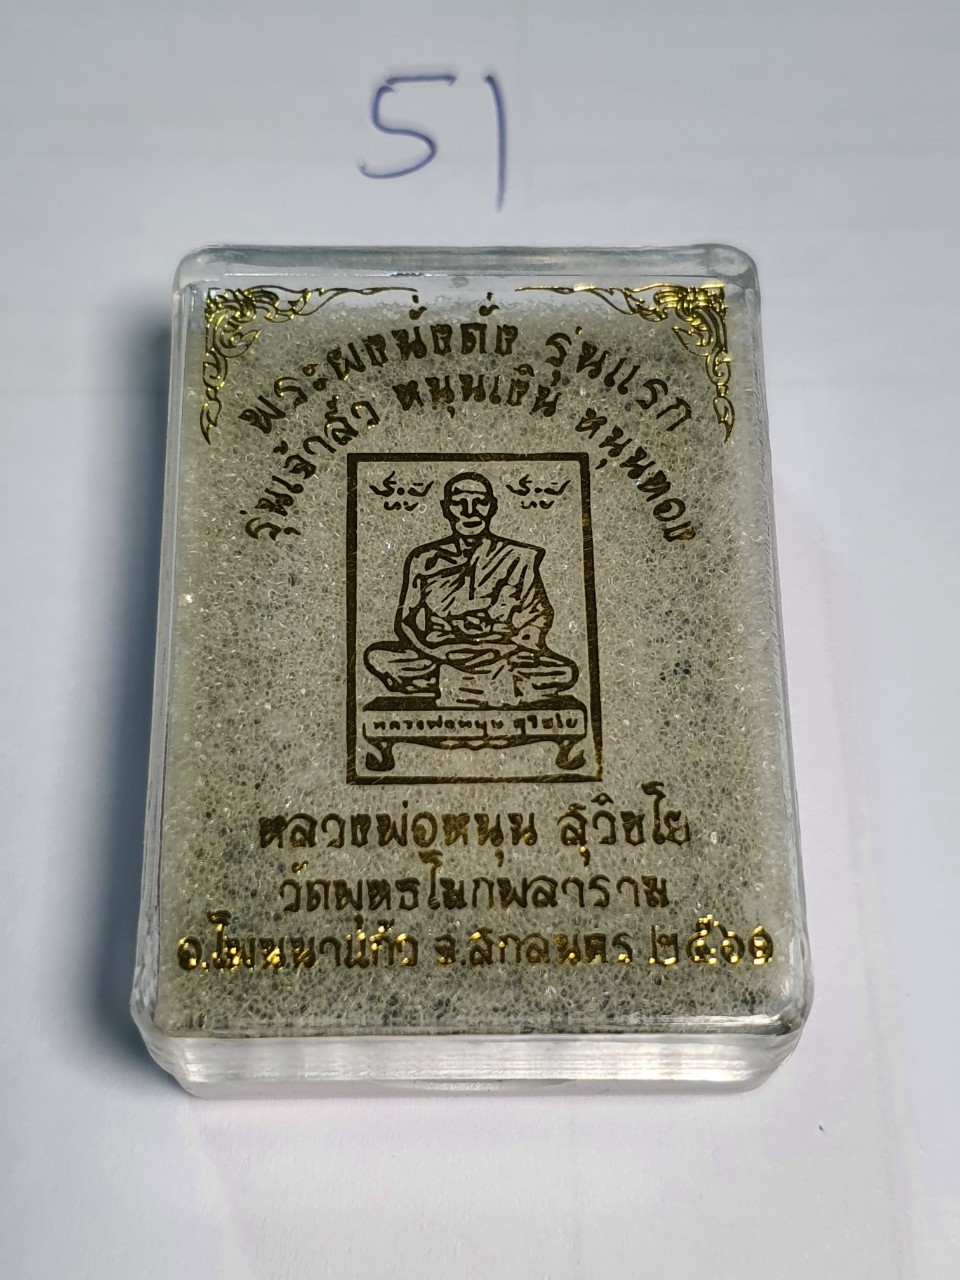 51
พระผงนั่งตั่ง รุ่นแรก
รุ่นเจ้าสัว หนุนเงิน หนุนทอง
หลวงพ่อหนุน สุวิชโย
หลวงพ่อหนุน สุวิชโย
วัดพุทธโมกพลาราม
อ.โพนนาแก้ว จ.สกลนคร ๒๕๖๑